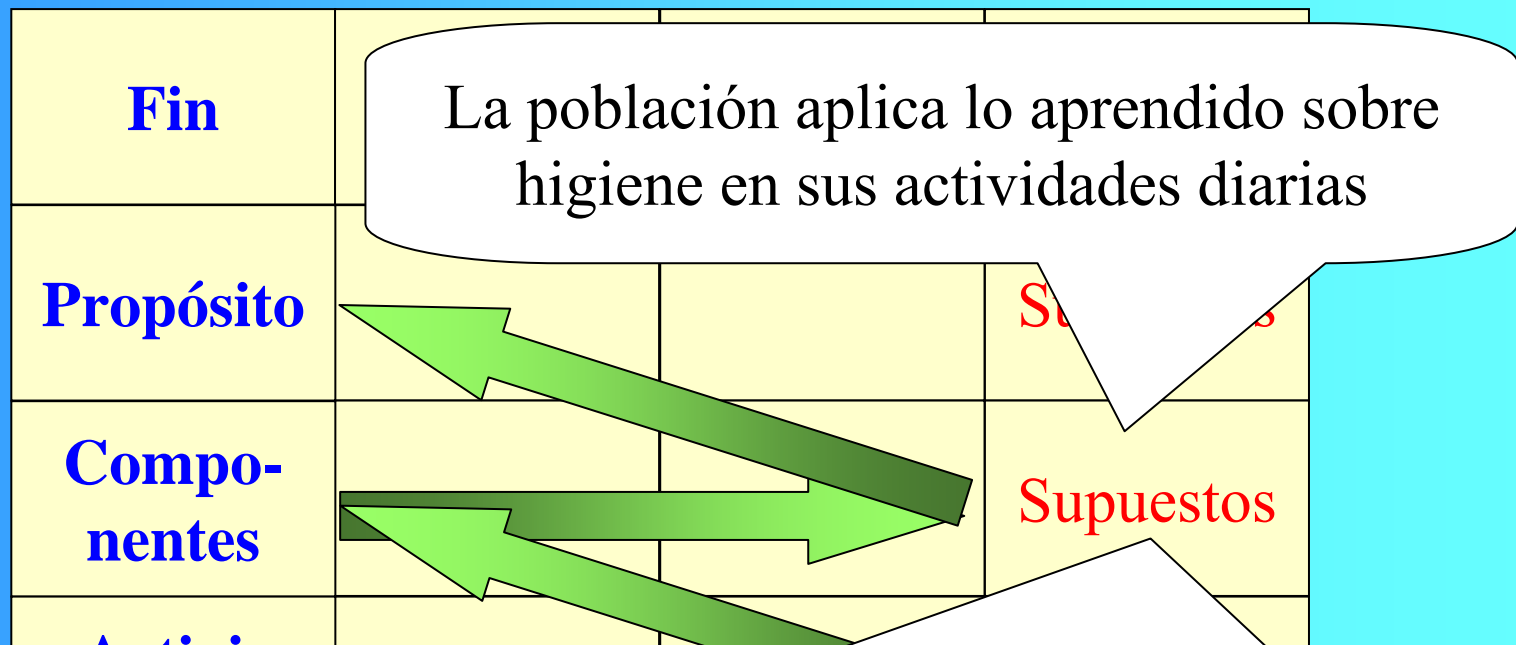 Fin
La población aplica lo aprendido sobre
higiene en sus actividades diarias
Propósito
Compo-
nentes
Supuestos